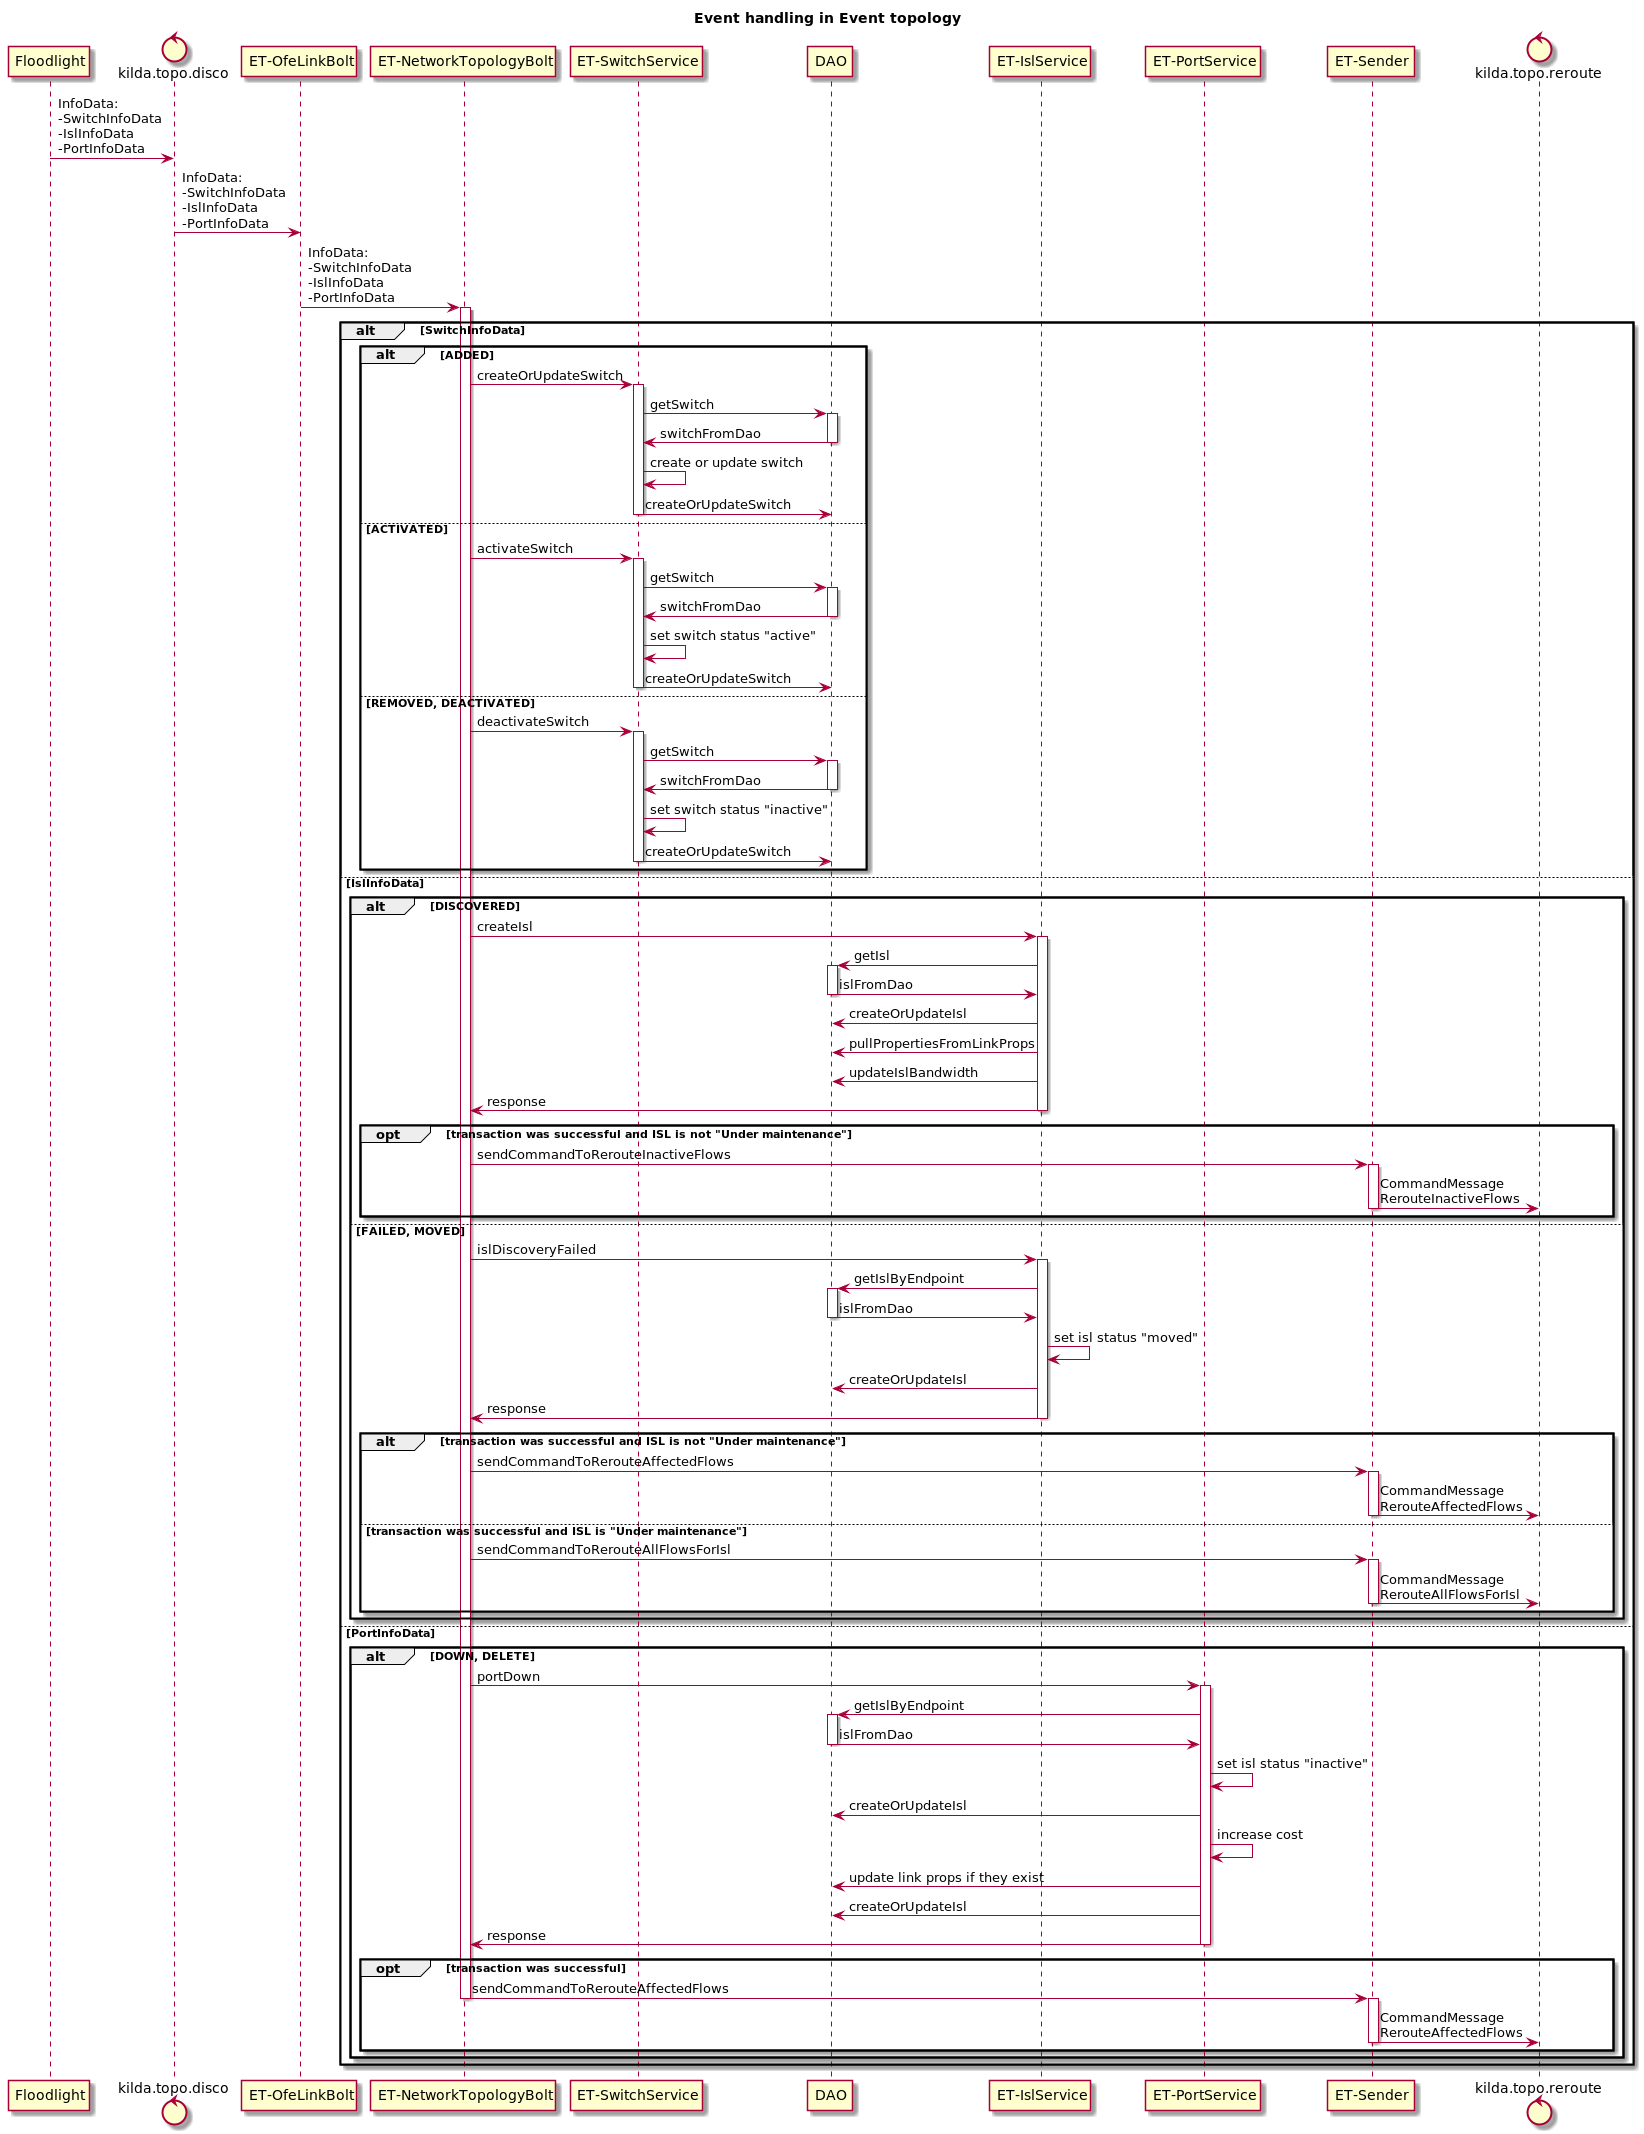 Event handling in Event topology
Floodlight
kilda.topo.disco
ET-OfeLinkBolt
ET-NetworkTopologyBolt
ET-SwitchService
DAO
ET-IslService
ET-PortService
ET-Sender
kilda.topo.reroute
InfoData:
-SwitchInfoData
-IslInfoData
-PortInfoData
InfoData:
-SwitchInfoData
-IslInfoData
-PortInfoData
InfoData:
-SwitchInfoData
-IslInfoData
-PortInfoData
alt [SwitchInfoData]
alt [ADDED]
createOrUpdateSwitch
getSwitch
switchFromDao
create or update switch
createOrUpdateSwitch
[ACTIVATED]
activateSwitch
getSwitch
switchFromDao
set switch status "active"
createOrUpdateSwitch
[REMOVED, DEACTIVATED]
deactivateSwitch
getSwitch
switchFromDao
set switch status "inactive"
createOrUpdateSwitch
[IslInfoData]
alt [DISCOVERED]
createIsl
getIsl
islFromDao
createOrUpdateIsl
pullPropertiesFromLinkProps
updateIslBandwidth
response
opt [transaction was successful and ISL is not "Under maintenance"]
sendCommandToRerouteInactiveFlows
CommandMessage
RerouteInactiveFlows
[FAILED, MOVED]
islDiscoveryFailed
getIslByEndpoint
islFromDao
set isl status "moved"
createOrUpdateIsl
response
alt [transaction was successful and ISL is not "Under maintenance"]
sendCommandToRerouteAffectedFlows
CommandMessage
RerouteAffectedFlows
[transaction was successful and ISL is "Under maintenance"]
sendCommandToRerouteAllFlowsForIsl
CommandMessage
RerouteAllFlowsForIsl
[PortInfoData]
alt [DOWN, DELETE]
portDown
getIslByEndpoint
islFromDao
set isl status "inactive"
createOrUpdateIsl
increase cost
update link props if they exist
createOrUpdateIsl
response
opt [transaction was successful]
sendCommandToRerouteAffectedFlows
CommandMessage
RerouteAffectedFlows
Floodlight
kilda.topo.disco
ET-OfeLinkBolt
ET-NetworkTopologyBolt
ET-SwitchService
DAO
ET-IslService
ET-PortService
ET-Sender
kilda.topo.reroute